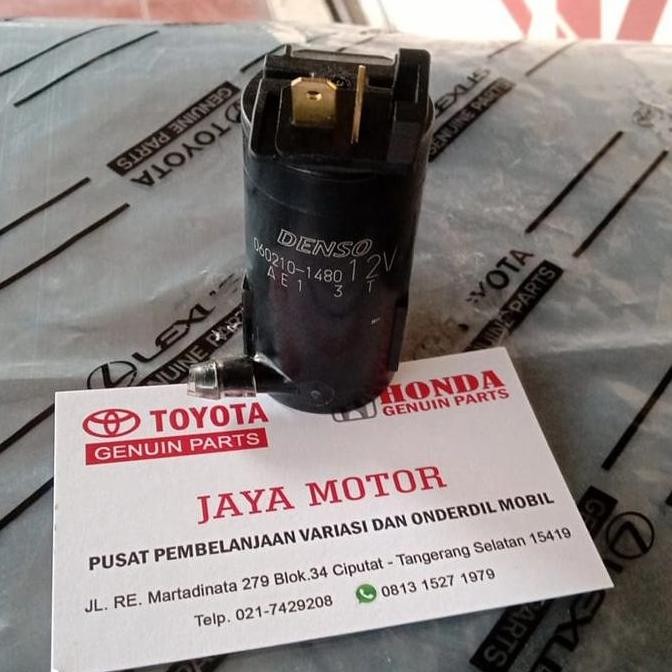 GENUINE PARTS
TOYOTA
DENSO
060210-1480 12V
AE1 3 T
TOYOTA
GENUIN PARTS
HONDA
GENUIN PARTS
JAYA MOTOR
PUSAT PEMBELANJAAN VARIASI DAN ONDERDIL MOBIL
JL. RE. Martadinata 279 Blok.34 Ciputat - Tangerang Selatan 15419
Telp. 021-7429208 0813 1527 1979